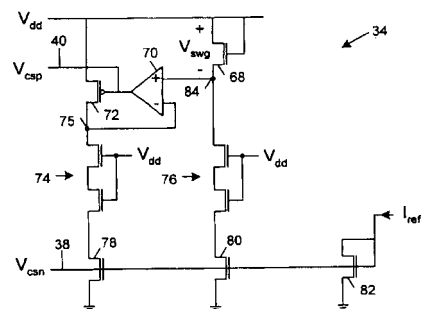 Vdd
40
+
34
70
Vswg
Vcsp
+
-
84
68
72
75
-
Vdd
Vdd
74
76
38
78
80
Iref
Vcsn
82